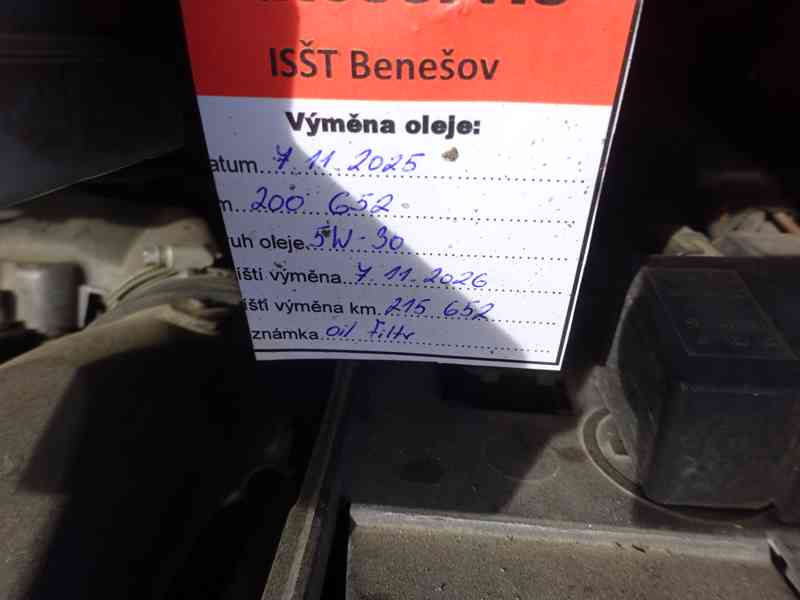 ISŠT Benešov
Výměna oleje:
atum 7.11.2025
m 200 652
uh oleje 5W-30
íští výměna 7.11.2026
ští výměna km. 215 652
známka oil Filtr